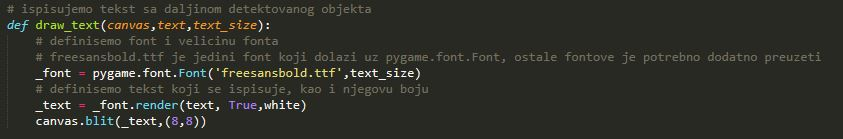 # ispisujemo tekst sa daljinom detektovanog objekta
def draw_text(canvas,text,text_size):
    # definisemo font i velicinu fonta
    # freesansbold.ttf je jedini font koji dolazi uz pygame.font.Font, ostale fontove je potrebno dodatno preuzeti
    _font = pygame.font.Font('freesansbold.ttf',text_size)
    # definisemo tekst koji se ispisuje, kao i njegovu boju
    _text = _font.render(text, True,white)
    canvas.blit(_text,(8,8))